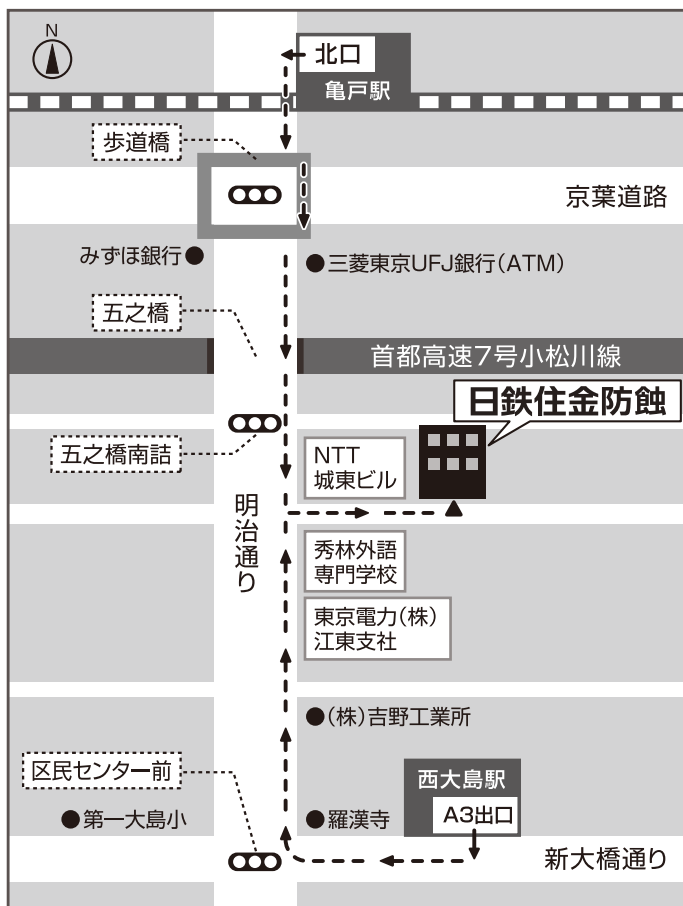 N
北口
亀戸駅
歩道橋
京葉道路
みずほ銀行
三菱東京UFJ銀行(ATM)
五之橋
首都高速7号小松川線
日鉄住金防蝕
五之橋南詰
NTT
城東ビル
明治通り
秀林外語
専門学校
東京電力(株)
江東支社
(株)吉野工業所
区民センター前
西大島駅
A3出口
第一大島小
羅漢寺
新大橋通り